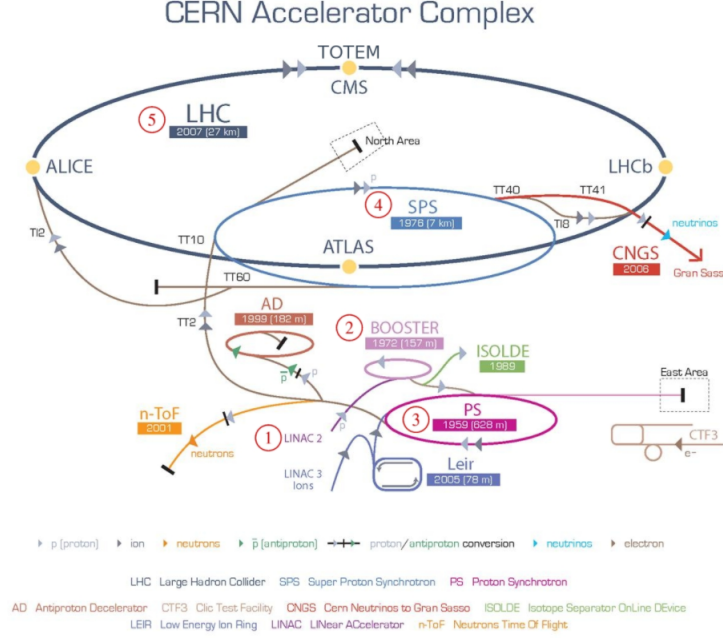 CERN Accelerator Complex
TOTEM
CMS
5
LHC
2007 (27 km)
North Area
ALICE
LHCb
p
TT40
TT41
4
SPS
1976 (7 km)
TI8
neutrinos
TI2
TT10
ATLAS
CNGS
2006
Gran Sass
TT60
AD
1999 (182 m)
TT2
2
BOOSTER
1972 (157 m)
ISOLDE
1989
p
p̅
East Area
n-ToF
2001
3
PS
1959 (628 m)
1
LINAC 2
p
neutrons
CTF3
e-
LINAC 3
Ions
Leir
2005 (78 m)
p (proton)
ion
neutrons
p̅ (antiproton)
proton/antiproton conversion
neutrinos
electron
LHC Large Hadron Collider SPS Super Proton Synchrotron PS Proton Synchrotron
AD Antiproton Decelerator CTF3 Clic Test Facility CNGS Cern Neutrinos to Gran Sasso ISOLDE Isotope Separator OnLine DEvice
LEIR Low Energy Ion Ring LINAC LINear ACcelerator n-ToF Neutrons Time Of Flight